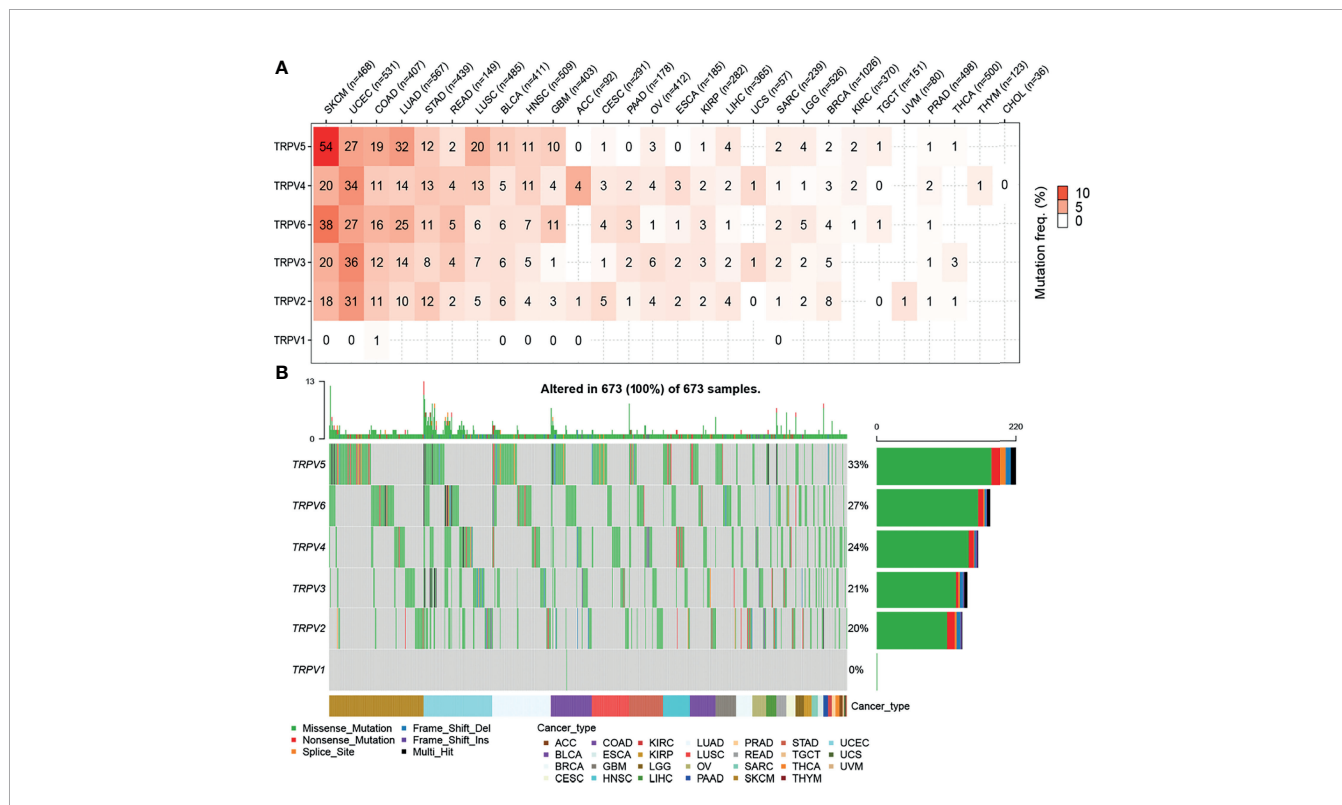 A
SKCM (n=468) UCEC (n=531) COAD (n=407) LUAD (n=567) STAD (n=439) READ (n=149) LUSC (n=485) BLCA (n=411) HNSC (n=509) GBM (n=403) ACC (n=92) CESC (n=291) PAAD (n=178) OV (n=412) ESCA (n=185) KIRP (n=282) LIHC (n=365) UCS (n=57) SARC (n=239) LGG (n=526) BRCA (n=1026) KIRC (n=370) TGCT (n=151) UVM (n=80) PRAD (n=498) THCA (n=500) THYM (n=123) CHOL (n=36)
TRPV5 54 27 19 32 12 2 20 11 11 10 0 1 0 3 0 1 4 2 4 2 2 1 1 1
TRPV4 20 34 11 14 13 4 13 5 11 4 4 3 2 4 3 2 2 1 1 1 3 2 0 2 1 0
TRPV6 38 27 16 25 11 5 6 6 7 11 4 3 1 1 3 1 2 5 4 1 1 1
TRPV3 20 36 12 14 8 4 7 6 5 1 1 2 6 2 3 2 1 2 2 5 1 3
TRPV2 18 31 11 10 12 2 5 6 4 3 1 5 1 4 2 2 4 0 1 2 8 0 1 1 1
TRPV1 0 0 1 0 0 0 0 0
Mutation freq. (%)
10
5
0
B
Altered in 673 (100%) of 673 samples.
13
0
0 220
TRPV5 33%
TRPV6 27%
TRPV4 24%
TRPV3 21%
TRPV2 20%
TRPV1 0%
Cancer_type
Missense_Mutation Frame_Shift_Del
Nonsense_Mutation Frame_Shift_Ins
Splice_Site Multi_Hit
Cancer_type
ACC COAD KIRC LUAD PRAD STAD UCEC
BLCA ESCA KIRP LUSC READ TGCT UCS
BRCA GBM LGG OV SARC THCA UVM
CESC HNSC LIHC PAAD SKCM THYM